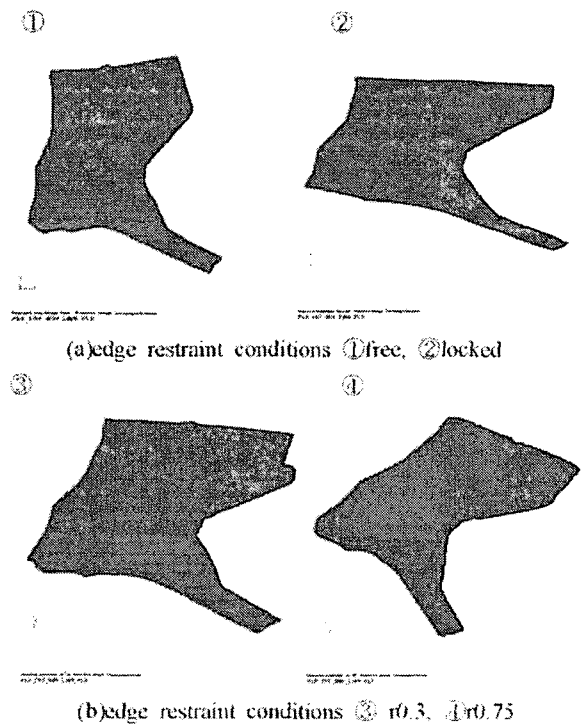 ① ②
(a)edge restraint conditions ①free, ②locked
③ ④
(b)edge restraint conditions ③ r0.3, ④r0.75